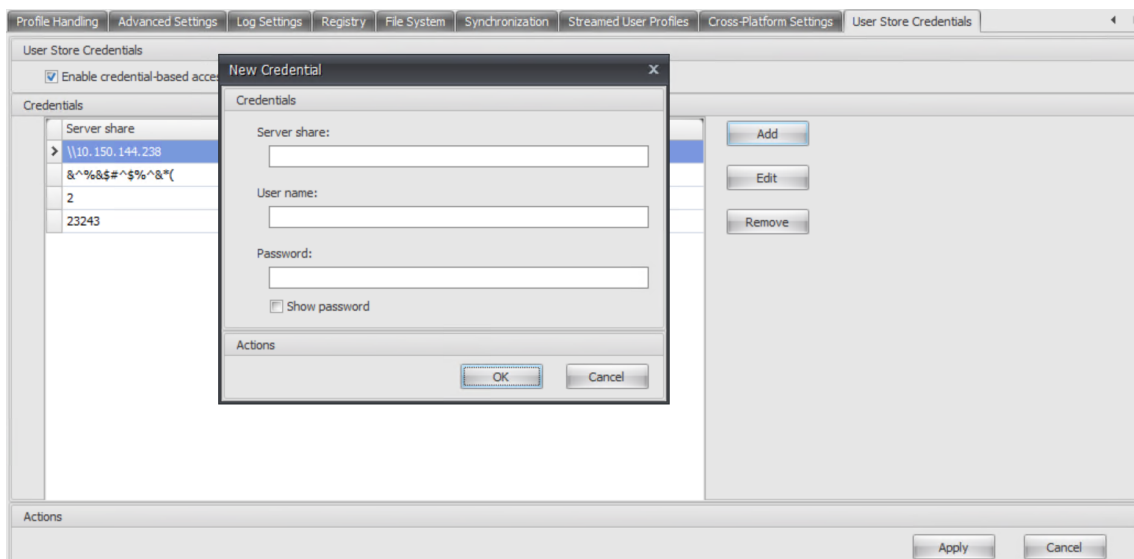 Profile Handling Advanced Settings Log Settings Registry File System Synchronization Streamed User Profiles Cross-Platform Settings User Store Credentials
User Store Credentials
Enable credential-based
Credentials
Server share
\\10.150.144.238
&^%&$#^$%^&*(
2
23243
New Credential
x
Credentials
Server share:
User name:
Password:
Show password
Actions
OK Cancel
Add
Edit
Remove
Actions
Apply Cancel